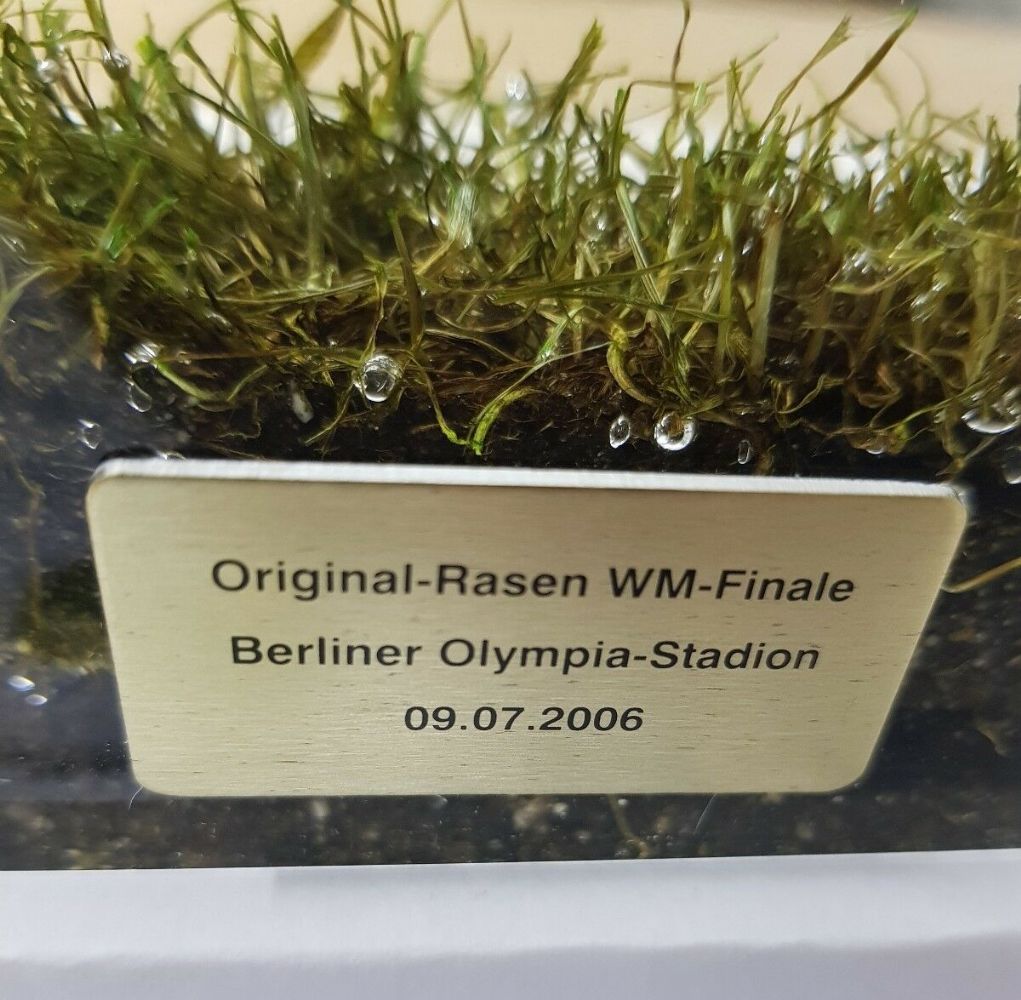 Original-Rasen WM-Finale
Berliner Olympia-Stadion
09.07.2006